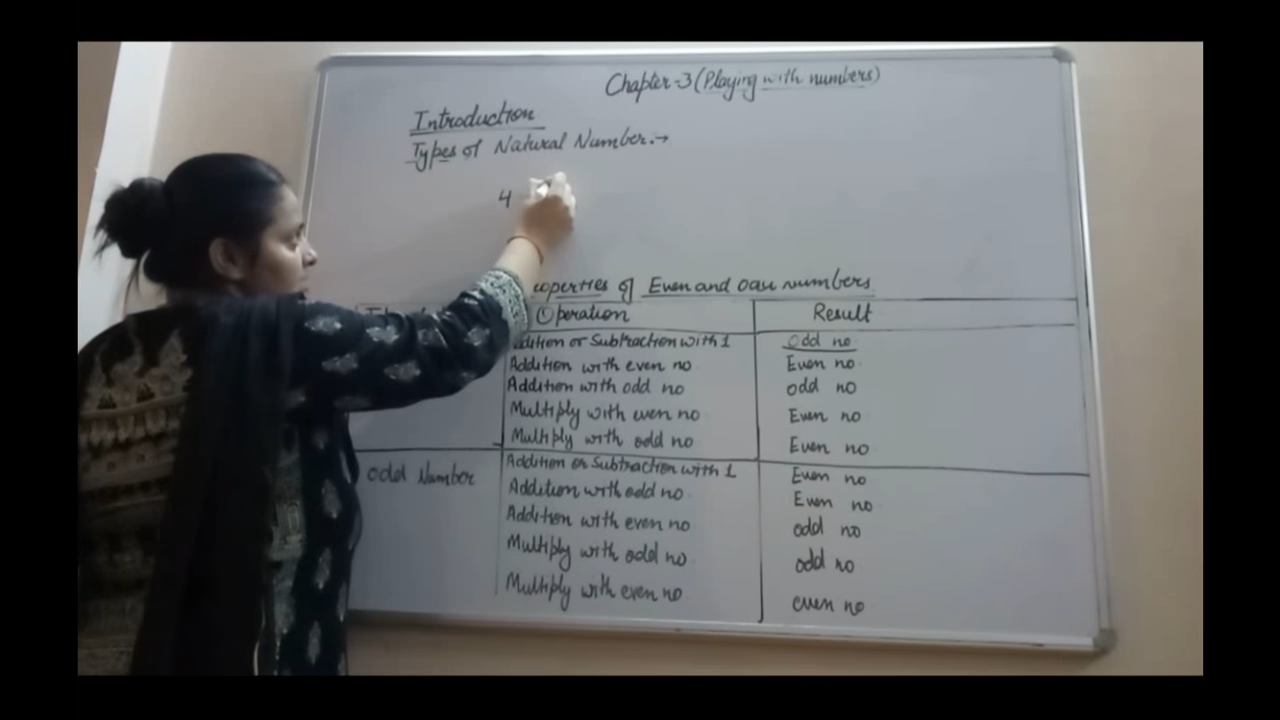 Chapter-3 (Playing with numbers)
Introduction
Types of Natural Number:→
4
of Even and odd numbers
Operation Result
Subtraction with 1 Odd no
Addition with even no Even no
Addition with odd no odd no
Multiply with even no Even no
Multiply with odd no Even no
odd Number Addition or Subtraction with 1 Even no
Addition with odd no Even no
Addition with even no odd no
Multiply with odd no odd no
Multiply with even no even no